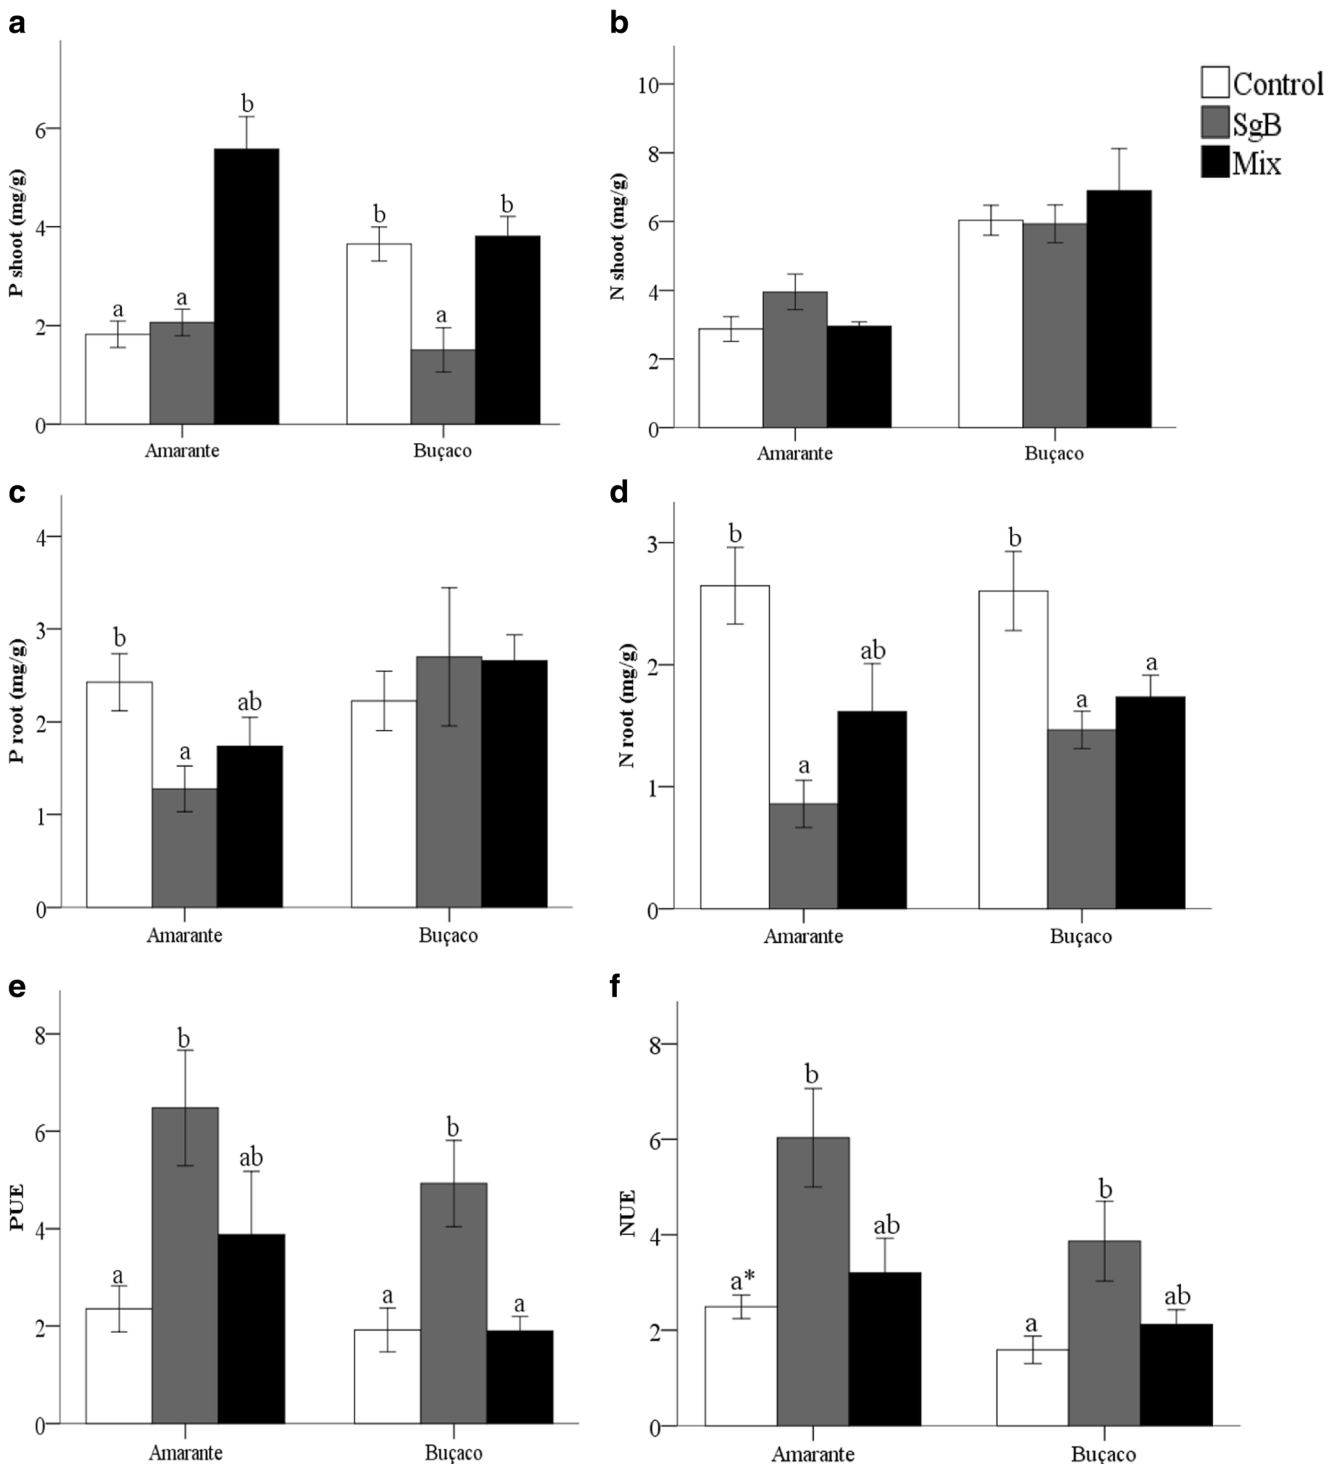 a
P shoot (mg/g)
6
4
2
0
a
a
b
b
a
b
Amarante
Buçaco
b
N shoot (mg/g)
10
8
6
4
2
0
Amarante
Buçaco
Control
SgB
Mix
c
P root (mg/g)
4
3
2
1
0
b
a
ab
Amarante
Buçaco
d
N root (mg/g)
3
2
1
0
b
a
ab
b
a
a
Amarante
Buçaco
e
PUE
8
6
4
2
0
a
b
ab
a
b
a
Amarante
Buçaco
f
NUE
8
6
4
2
0
a*
b
ab
a
b
ab
Amarante
Buçaco